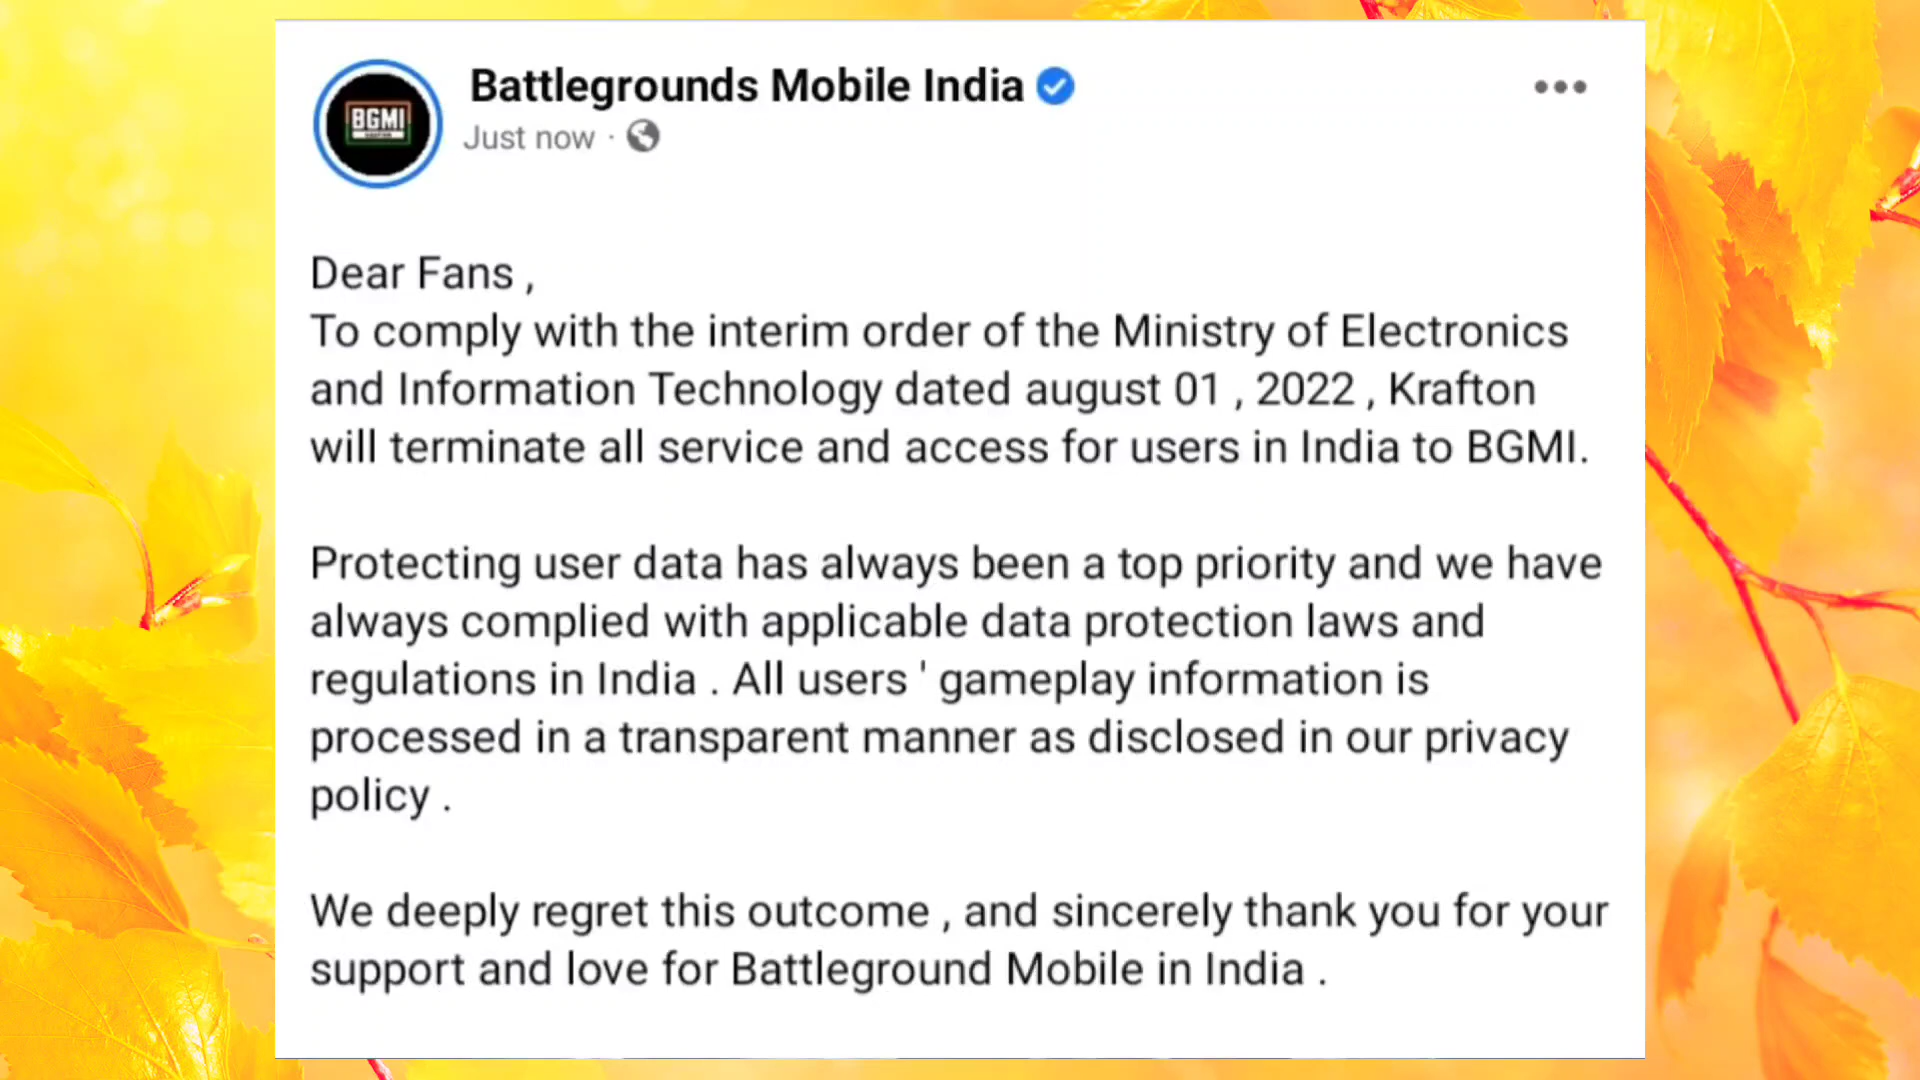 BGMI
Battlegrounds Mobile India
Just now ·
Dear Fans ,
To comply with the interim order of the Ministry of Electronics
and Information Technology dated august 01 , 2022 , Krafton
will terminate all service and access for users in India to BGMI.
Protecting user data has always been a top priority and we have
always complied with applicable data protection laws and
regulations in India . All users ' gameplay information is
processed in a transparent manner as disclosed in our privacy
policy .
We deeply regret this outcome , and sincerely thank you for your
support and love for Battleground Mobile in India .